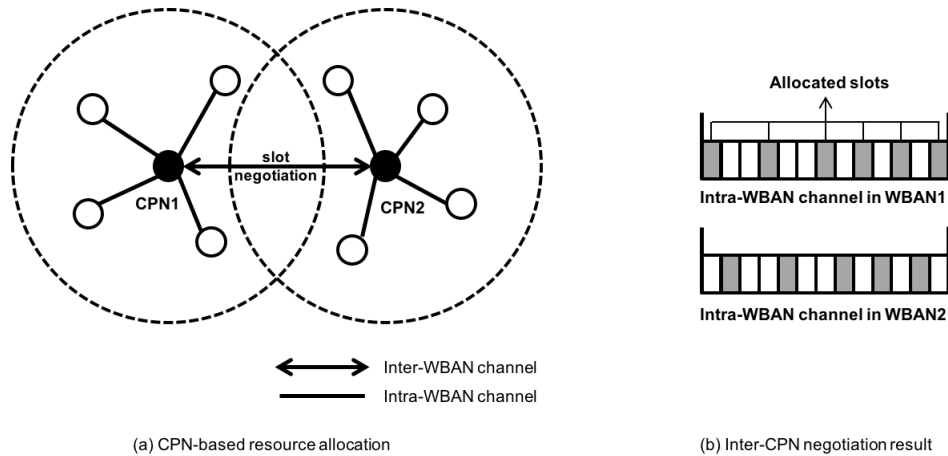 slot
negotiation
CPN1
CPN2
Inter-WBAN channel
Intra-WBAN channel
(a) CPN-based resource allocation
Allocated slots
Intra-WBAN channel in WBAN1
Intra-WBAN channel in WBAN2
(b) Inter-CPN negotiation result